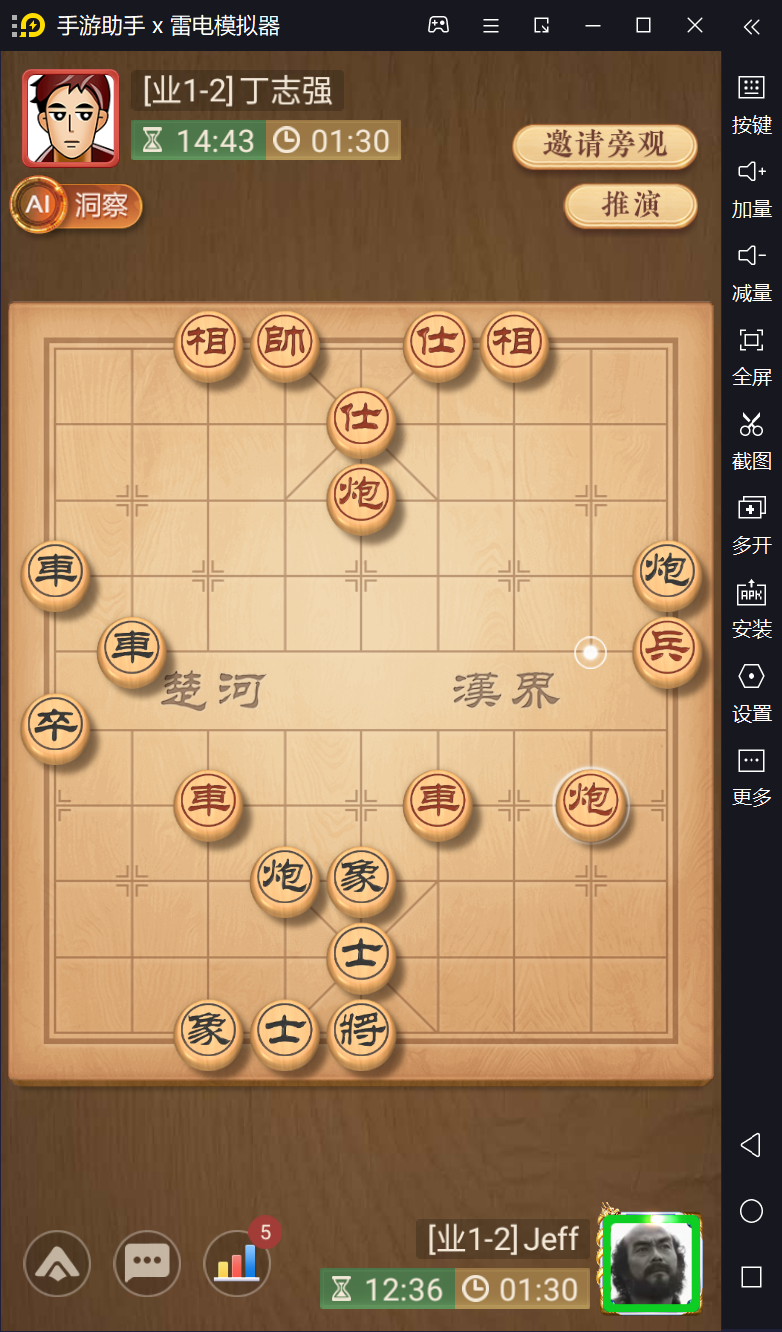 手游助手 x 雷电模拟器
[业1-2]丁志强
14:43 01:30
邀请旁观
AI 洞察
推演
按键
加量
减量
全屏
截图
多开
APK
安装
设置
更多
相 帥 仕 相
仕
炮
車 炮
車 兵
楚河 漢界
卒
車 車 炮
炮 象
士
象 士 將
5
[业1-2]Jeff
12:36 01:30